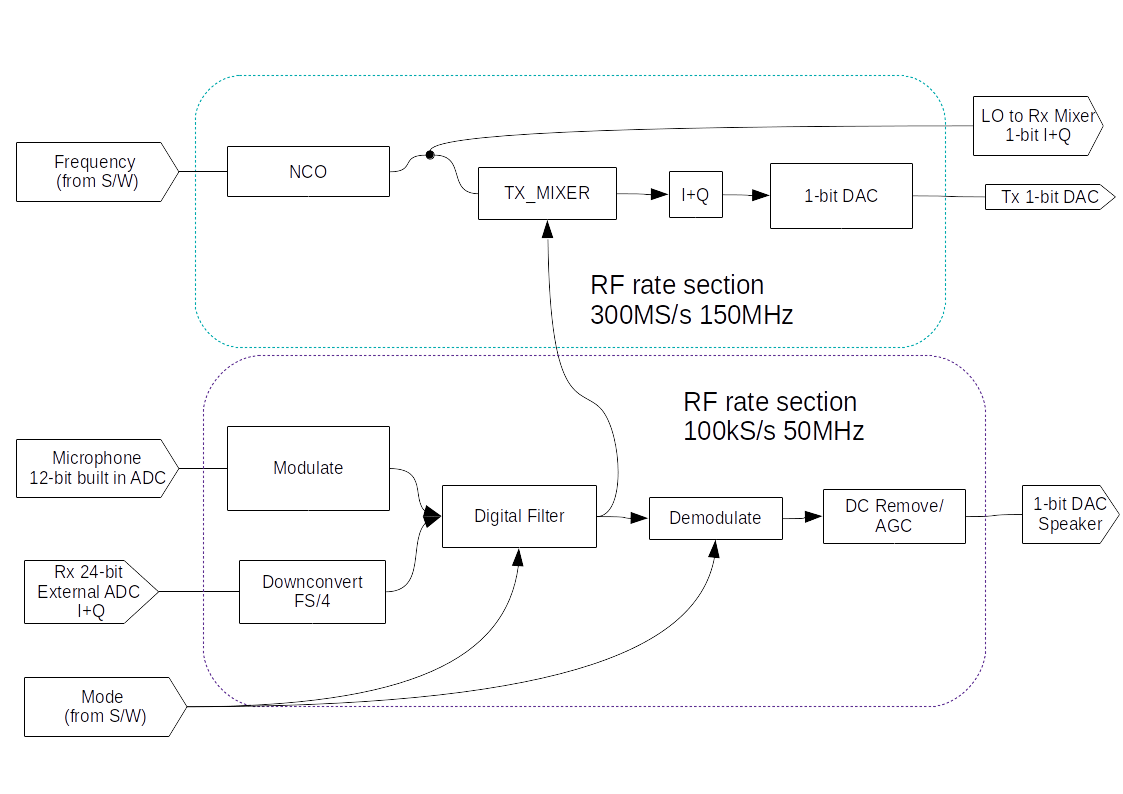 LO to Rx Mixer
1-bit I+Q
Frequency
(from S/W)
NCO
TX_MIXER
I+Q
1-bit DAC
Tx 1-bit DAC
RF rate section
300MS/s 150MHz
RF rate section
100kS/s 50MHz
Microphone
12-bit built in ADC
Modulate
Digital Filter
Demodulate
DC Remove/
AGC
1-bit DAC
Speaker
Rx 24-bit
External ADC
I+Q
Downconvert
FS/4
Mode
(from S/W)